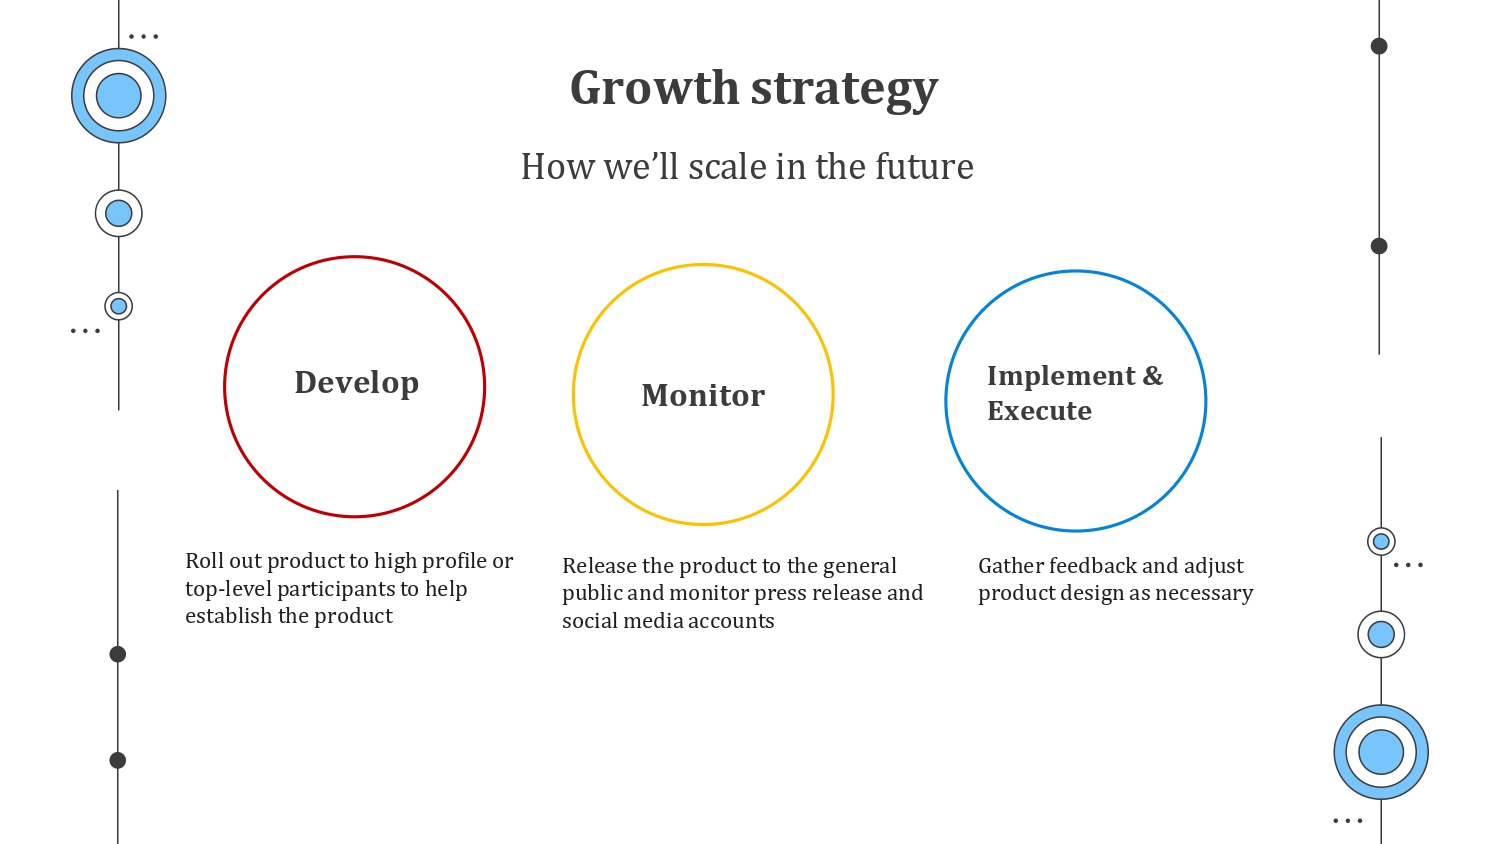 Growth strategy
How we’ll scale in the future
Develop
Monitor
Implement &
Execute
Roll out product to high profile or
top-level participants to help
establish the product
Release the product to the general
public and monitor press release and
social media accounts
Gather feedback and adjust
product design as necessary